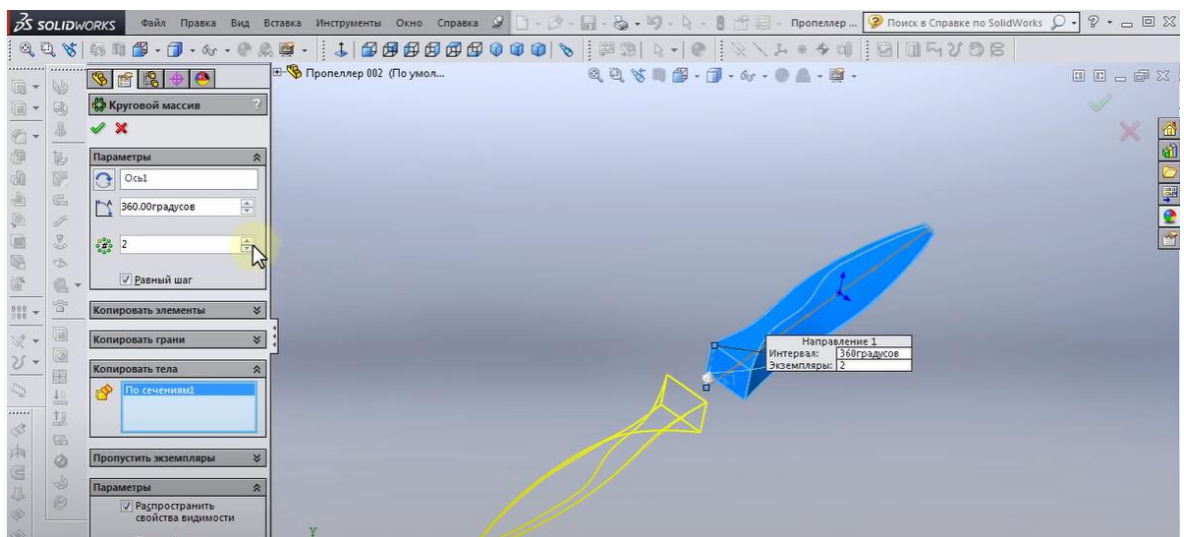 SOLIDWORKS Файл Правка Вид Вставка Инструменты Окно Справка Пропеллер ... Поиск в Справке по SolidWorks
Пропеллер 002 (По умол...
Круговой массив
Параметры
Ось1
360.00градусов
2
Равный шаг
Копировать элементы
Копировать грани
Копировать тела
По сечениям1
Пропустить экземпляры
Параметры
Распространить
свойства видимости
Направление 1
Интервал: 360градусов
Экземпляры: 2
Y